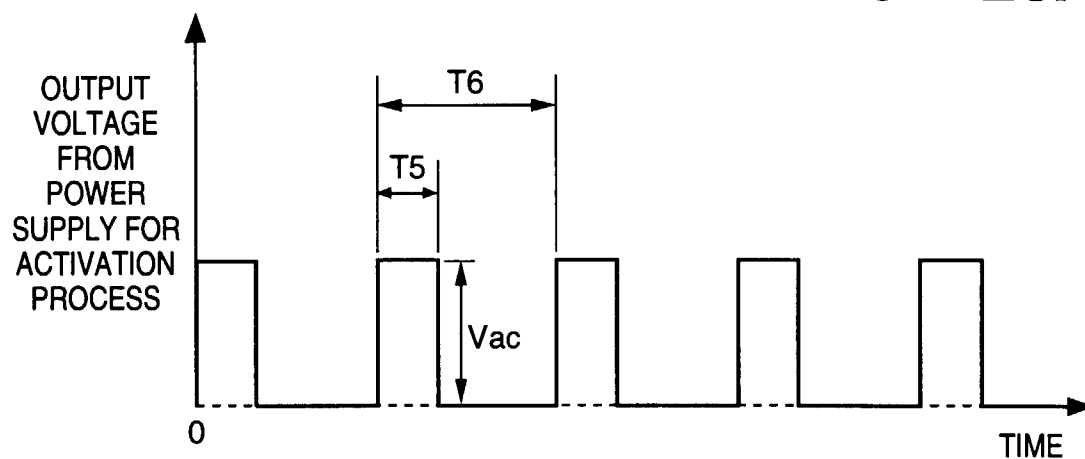 OUTPUT
VOLTAGE
FROM
POWER
SUPPLY FOR
ACTIVATION
PROCESS
T6
T5
Vac
0
TIME